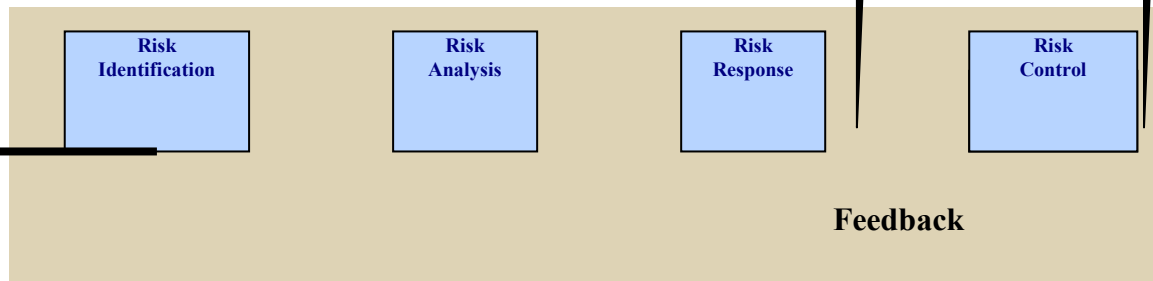 Risk
Identification
Risk
Analysis
Risk
Response
Risk
Control
Feedback